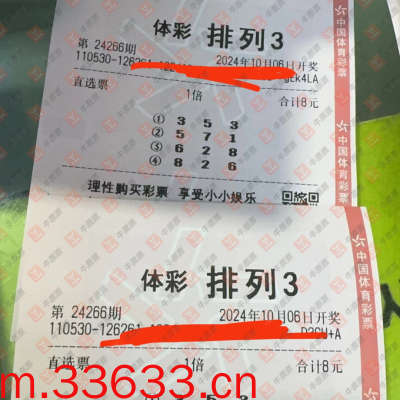 体彩 排列3
第 24266期 2024年10月06日开奖
110530-126261 gEk4LA
直选票 1倍 合计8元
① 3 5 3
② 5 7 1
③ 6 2 8
④ 8 2 6
理性购买彩票 享受小小娱乐
中国体育彩票
体彩 排列3
第 24266期 2024年10月06日开奖
110530-126261
直选票 1倍 合计8元
中国体育彩票
m.33633.cn